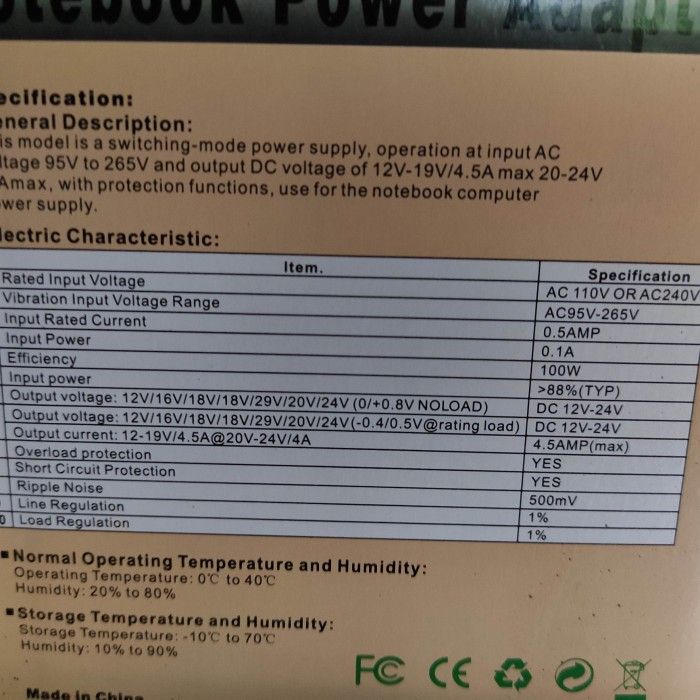 otebook Power Adapt
ecification:
eneral Description:
is model is a switching-mode power supply, operation at input AC
ltage 95V to 265V and output DC voltage of 12V-19V/4.5A max 20-24V
Amax, with protection functions, use for the notebook computer
wer supply.
lectric Characteristic:
Item. Specification
Rated Input Voltage AC 110V OR AC240V
Vibration Input Voltage Range AC95V-265V
Input Rated Current 0.5AMP
Input Power 0.1A
Efficiency 100W
Input power >88%(TYP)
Output voltage: 12V/16V/18V/18V/29V/20V/24V (0/+0.8V NOLOAD) DC 12V-24V
Output voltage: 12V/16V/18V/18V/29V/20V/24V(-0.4/0.5V@rating load) DC 12V-24V
Output current: 12-19V/4.5A@20V-24V/4A 4.5AMP(max)
Overload protection YES
Short Circuit Protection YES
Ripple Noise 500mV
Line Regulation 1%
0 Load Regulation 1%
■Normal Operating Temperature and Humidity:
Operating Temperature: 0℃ to 40℃
Humidity: 20% to 80%
■Storage Temperature and Humidity:
Storage Temperature: -10℃ to 70℃
Humidity: 10% to 90%
FC CE
Made in China